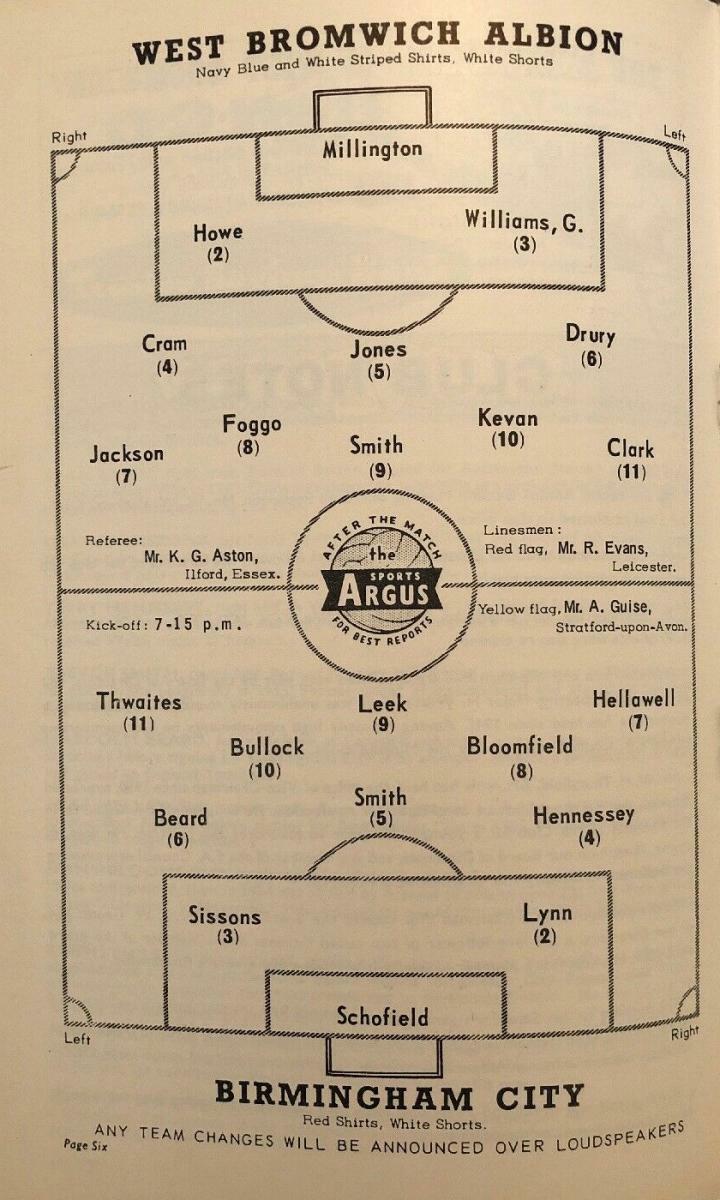 WEST BROMWICH ALBION
Navy Blue and White Striped Shirts, White Shorts
Right
Left
Millington
Howe
(2)
Williams, G.
(3)
Cram
(4)
Jones
(5)
Drury
(6)
Jackson
(7)
Foggo
(8)
Smith
(9)
Kevan
(10)
Clark
(11)
Referee:
Mr. K. G. Aston,
Ilford, Essex.
Kick-off: 7-15 p.m.
AFTER THE MATCH
the
SPORTS
ARGUS
FOR BEST REPORTS
Linesmen :
Red flag, Mr. R. Evans,
Leicester.
Yellow flag, Mr. A. Guise,
Stratford-upon-Avon.
Thwaites
(11)
Leek
(9)
Hellawell
(7)
Bullock
(10)
Bloomfield
(8)
Beard
(6)
Smith
(5)
Hennessey
(4)
Sissons
(3)
Lynn
(2)
Schofield
Left
Right
BIRMINGHAM CITY
Red Shirts, White Shorts.
ANY TEAM CHANGES WILL BE ANNOUNCED OVER LOUDSPEAKERS
Page Six